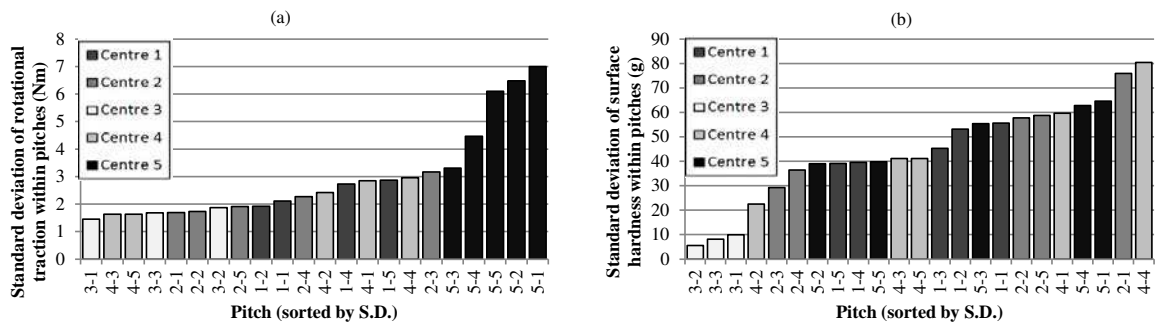 (a)
Standard deviation of rotational
traction within pitches (Nm)
8
7
6
5
4
3
2
1
0
Centre 1
Centre 2
Centre 3
Centre 4
Centre 5
3-1 4-3 4-5 3-3 2-1 2-2 3-2 2-5 1-2 1-1 2-4 4-2 1-4 4-1 1-5 4-4 2-3 5-3 5-4 5-5 5-2 5-1
Pitch (sorted by S.D.)
(b)
Standard deviation of surface
hardness within pitches (g)
90
80
70
60
50
40
30
20
10
0
Centre 1
Centre 2
Centre 3
Centre 4
Centre 5
3-2 3-3 3-1 4-2 2-3 2-4 5-2 1-5 1-4 5-5 4-5 4-3 1-3 1-2 5-3 1-1 2-2 2-5 4-1 5-4 5-1 2-1 4-4
Pitch (sorted by S.D.)